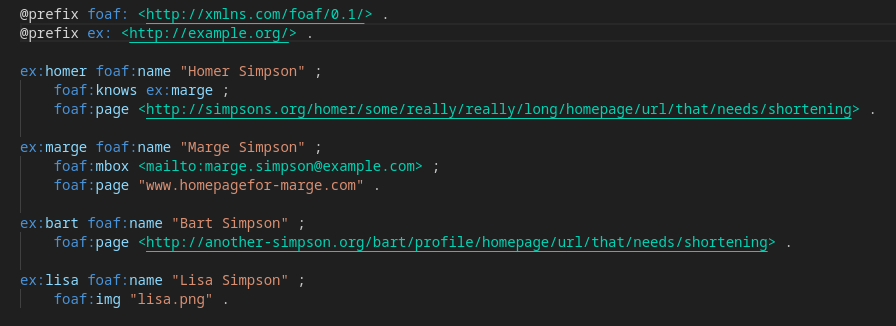 @prefix foaf: <http://xmlns.com/foaf/0.1/> .
@prefix ex: <http://example.org/> .
ex:homer foaf:name "Homer Simpson" ;
foaf:knows ex:marge ;
foaf:page <http://simpsons.org/homer/some/really/really/long/homepage/url/that/needs/shortening> .
ex:marge foaf:name "Marge Simpson" ;
foaf:mbox <mailto:marge.simpson@example.com> ;
foaf:page "www.homepagefor-marge.com" .
ex:bart foaf:name "Bart Simpson" ;
foaf:page <http://another-simpson.org/bart/profile/homepage/url/that/needs/shortening> .
ex:lisa foaf:name "Lisa Simpson" ;
foaf:img "lisa.png" .